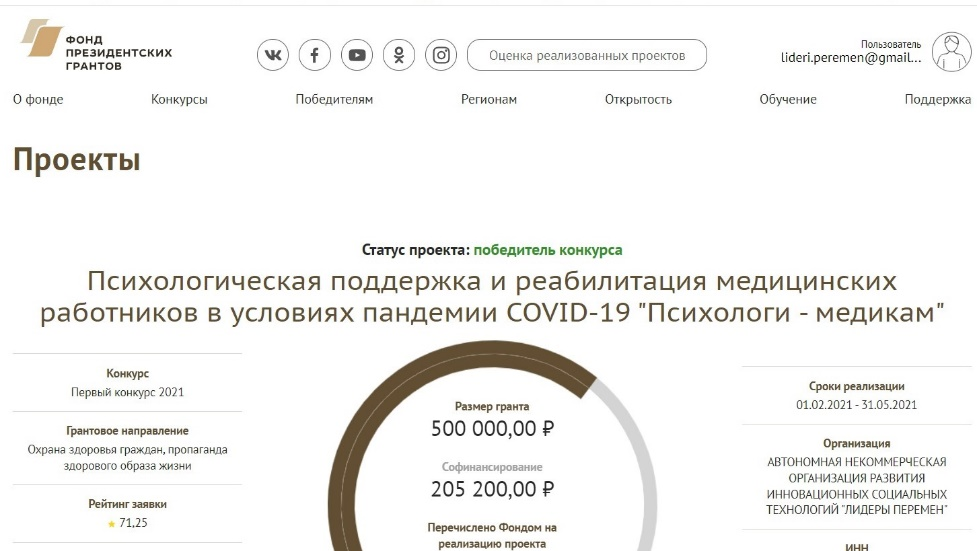 ФОНД
ПРЕЗИДЕНТСКИХ
ГРАНТОВ
Оценка реализованных проектов
Пользователь
lideri.peremen@gmail...
О фонде
Конкурсы
Победителям
Регионам
Открытость
Обучение
Поддержка
Проекты
Статус проекта: победитель конкурса
Психологическая поддержка и реабилитация медицинских
работников в условиях пандемии COVID-19 "Психологи - медикам"
Конкурс
Первый конкурс 2021
Грантовое направление
Охрана здоровья граждан, пропаганда
здорового образа жизни
Рейтинг заявки
71,25
Размер гранта
500 000,00 ₽
Софинансирование
205 200,00 ₽
Перечислено Фондом на
реализацию проекта
Сроки реализации
01.02.2021 - 31.05.2021
Организация
АВТОНОМНАЯ НЕКОММЕРЧЕСКАЯ
ОРГАНИЗАЦИЯ РАЗВИТИЯ
ИННОВАЦИОННЫХ СОЦИАЛЬНЫХ
ТЕХНОЛОГИЙ "ЛИДЕРЫ ПЕРЕМЕН"
ИНН